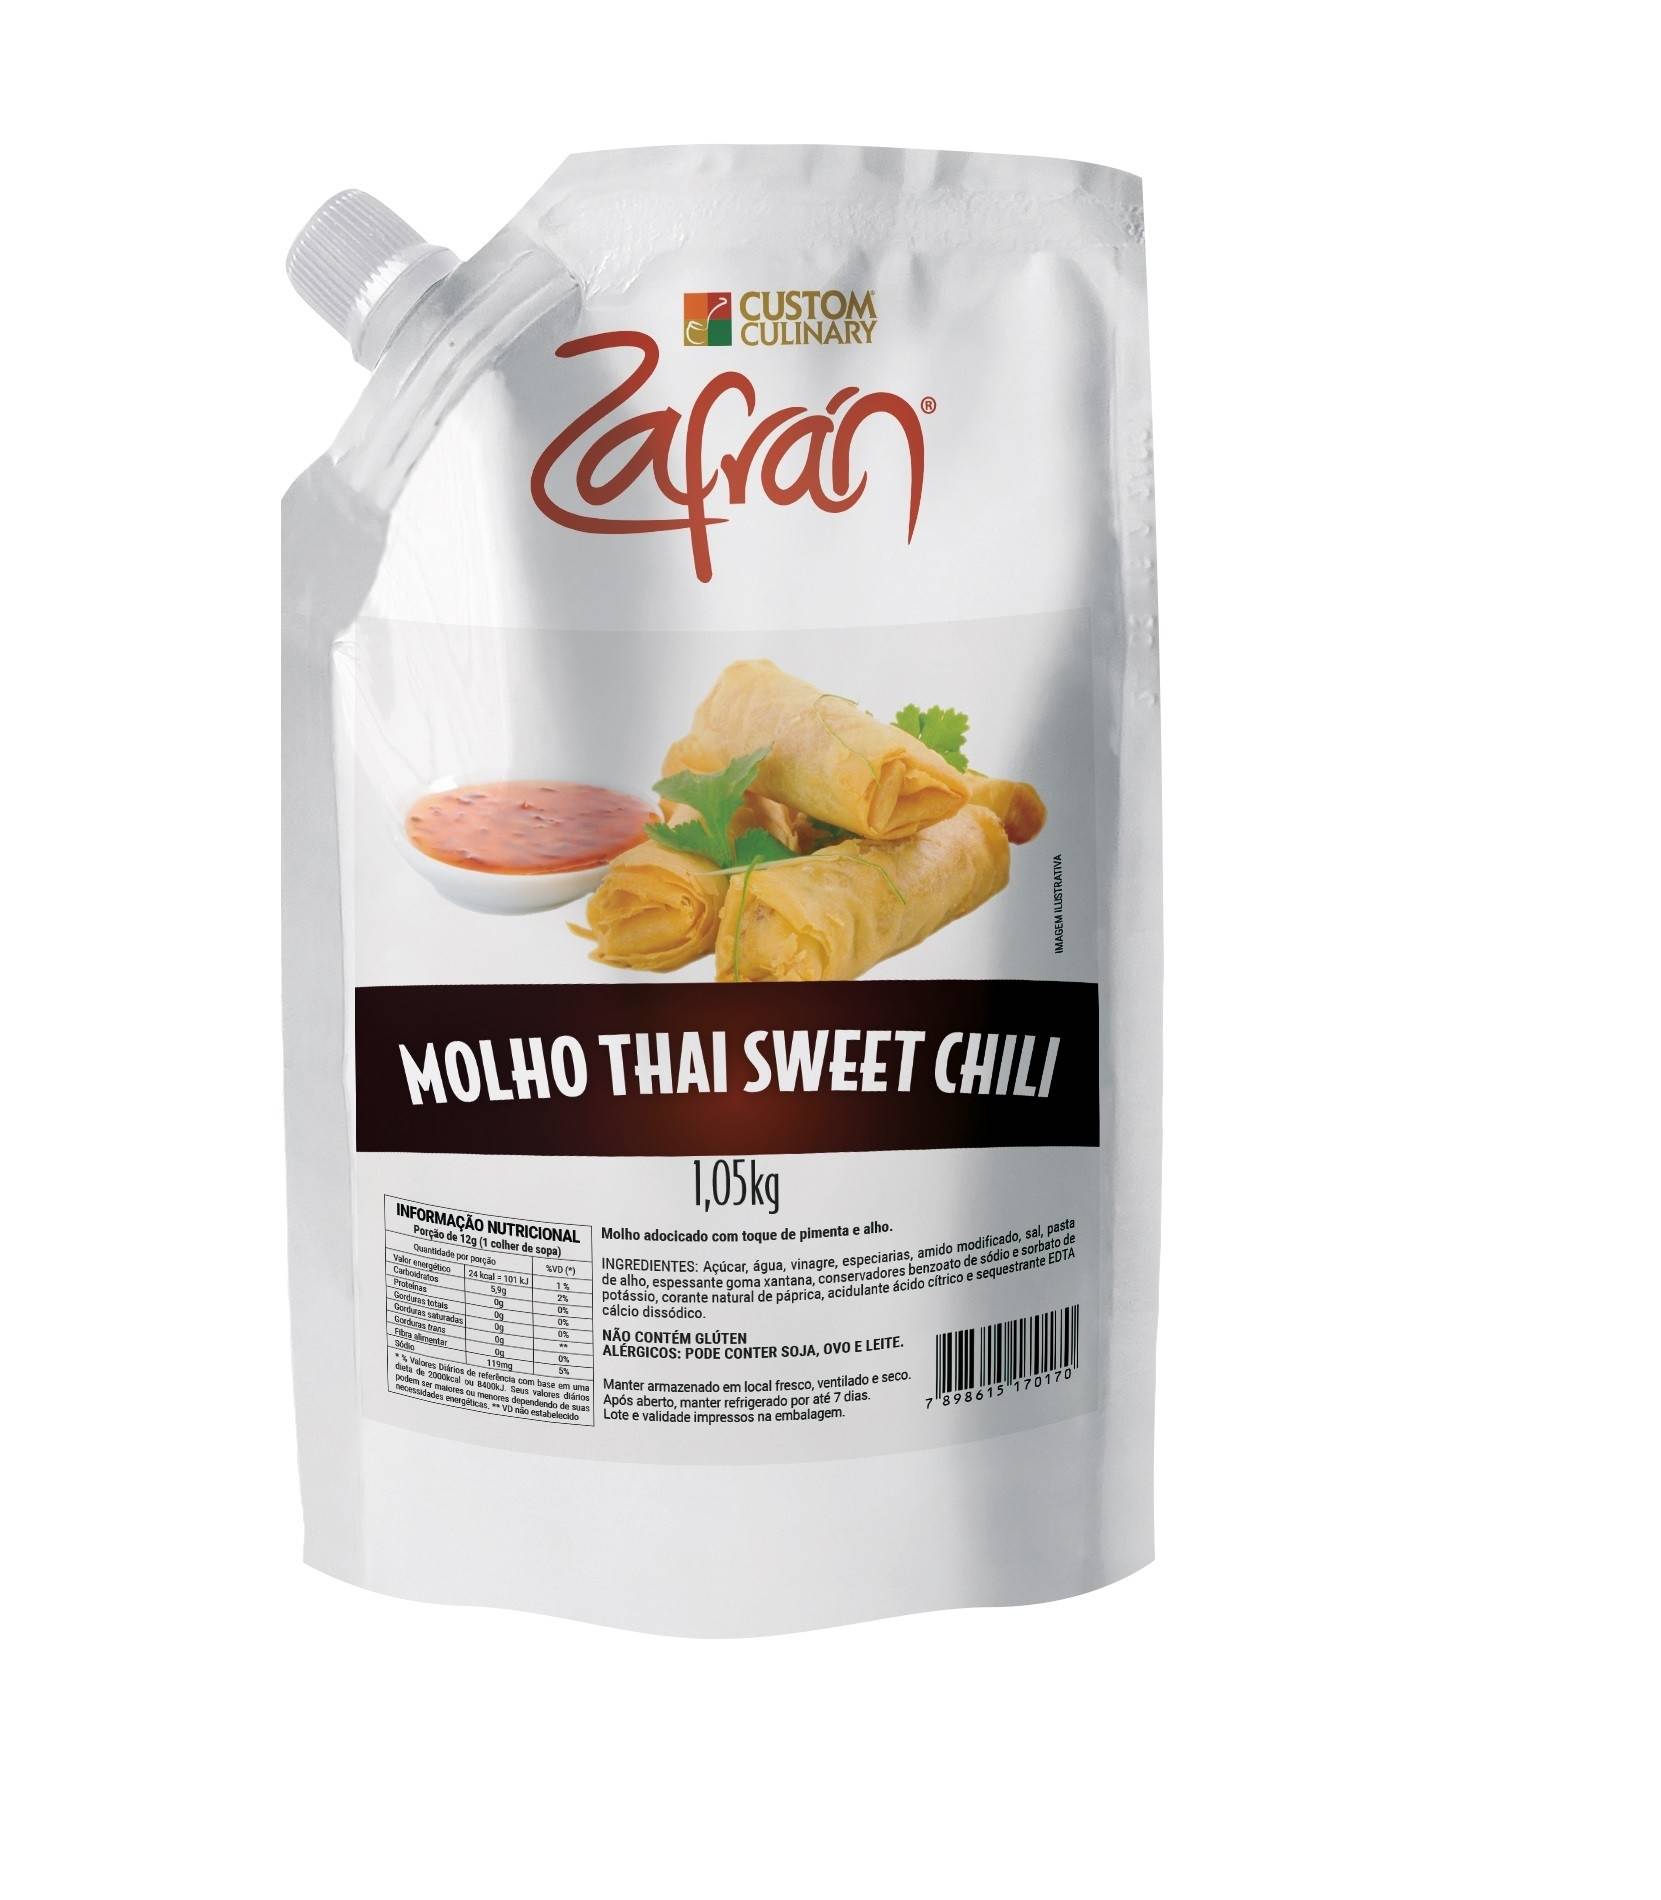 CUSTOM
CULINARY
Zafrán®
IMAGEM ILUSTRATIVA
MOLHO THAI SWEET CHILI
1,05kg
INFORMAÇÃO NUTRICIONAL
Porção de 12g (1 colher de sopa)
Quantidade por porção %VD (*)
Valor energético 24 kcal = 101 kJ 1 %
Carboidratos 5,9g 2%
Proteínas 0g 0%
Gorduras totais 0g 0%
Gorduras saturadas 0g 0%
Gorduras trans 0g **
Fibra alimentar 0g 0%
Sódio 119mg 5%
* % Valores Diários de referência com base em uma
dieta de 2000kcal ou 8400kJ. Seus valores diários
podem ser maiores ou menores dependendo de suas
necessidades energéticas. ** VD não estabelecido
Molho adocicado com toque de pimenta e alho.
INGREDIENTES: Açúcar, água, vinagre, especiarias, amido modificado, sal, pasta
de alho, espessante goma xantana, conservadores benzoato de sódio e sorbato de
potássio, corante natural de páprica, acidulante ácido cítrico e sequestrante EDTA
cálcio dissódico.
NÃO CONTÉM GLÚTEN
ALÉRGICOS: PODE CONTER SOJA, OVO E LEITE.
Manter armazenado em local fresco, ventilado e seco.
Após aberto, manter refrigerado por até 7 dias.
Lote e validade impressos na embalagem.
7 898615 170170